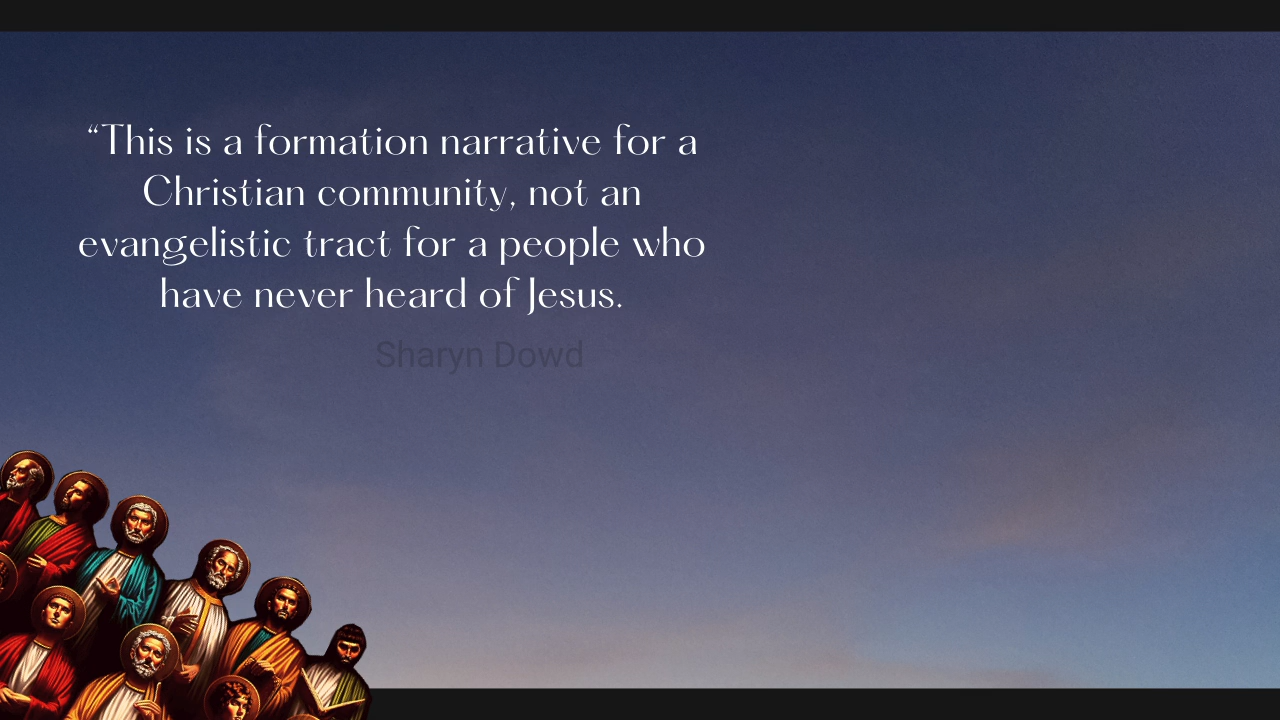 “This is a formation narrative for a
Christian community, not an
evangelistic tract for a people who
have never heard of Jesus.
Sharyn Dowd